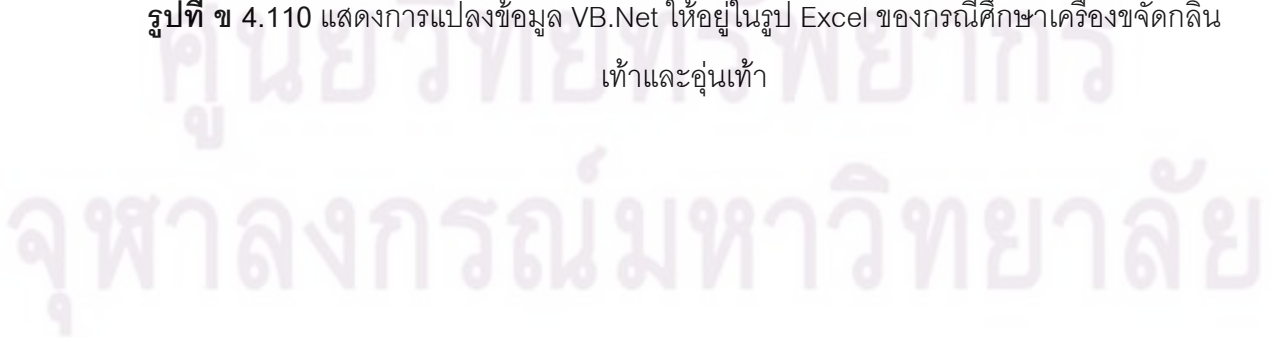 รูปที่ ข 4.110 แสดงการแปลงข้อมูล VB.Net ให้อยู่ในรูป Excel ของกรณีศึกษาเครื่องขจัดกลิ่น
เท้าและอุ่นเท้า
ศูนย์วิทยทรัพยากร
จุฬาลงกรณ์มหาวิทยาลัย